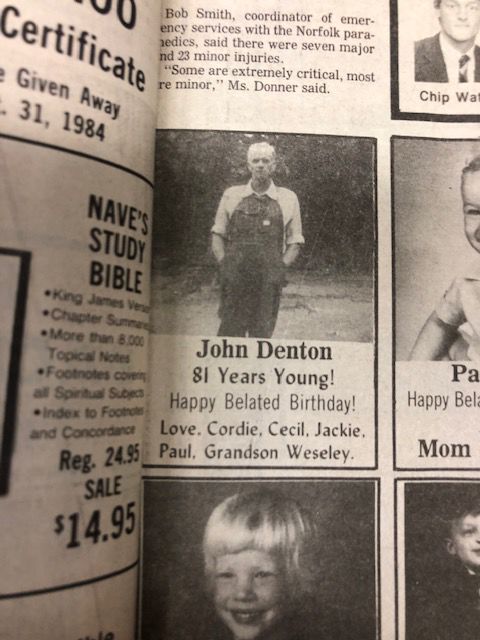 00
Certificate
e Given Away
. 31, 1984
NAVE'S
STUDY
BIBLE
•King James Vers
•Chapter Summar
•More than 8,000
Topical Notes
•Footnotes covering
all Spiritual Subjects
•Index to Footnotes
and Concordance
Reg. 24.95
SALE
$14.95
Bob Smith, coordinator of emer-
ency services with the Norfolk para-
edics, said there were seven major
nd 23 minor injuries.
"Some are extremely critical, most
re minor," Ms. Donner said.
John Denton
81 Years Young!
Happy Belated Birthday!
Love. Cordie, Cecil, Jackie,
Paul, Grandson Weseley.
Chip Wat
Pa
Happy Bela
Mom